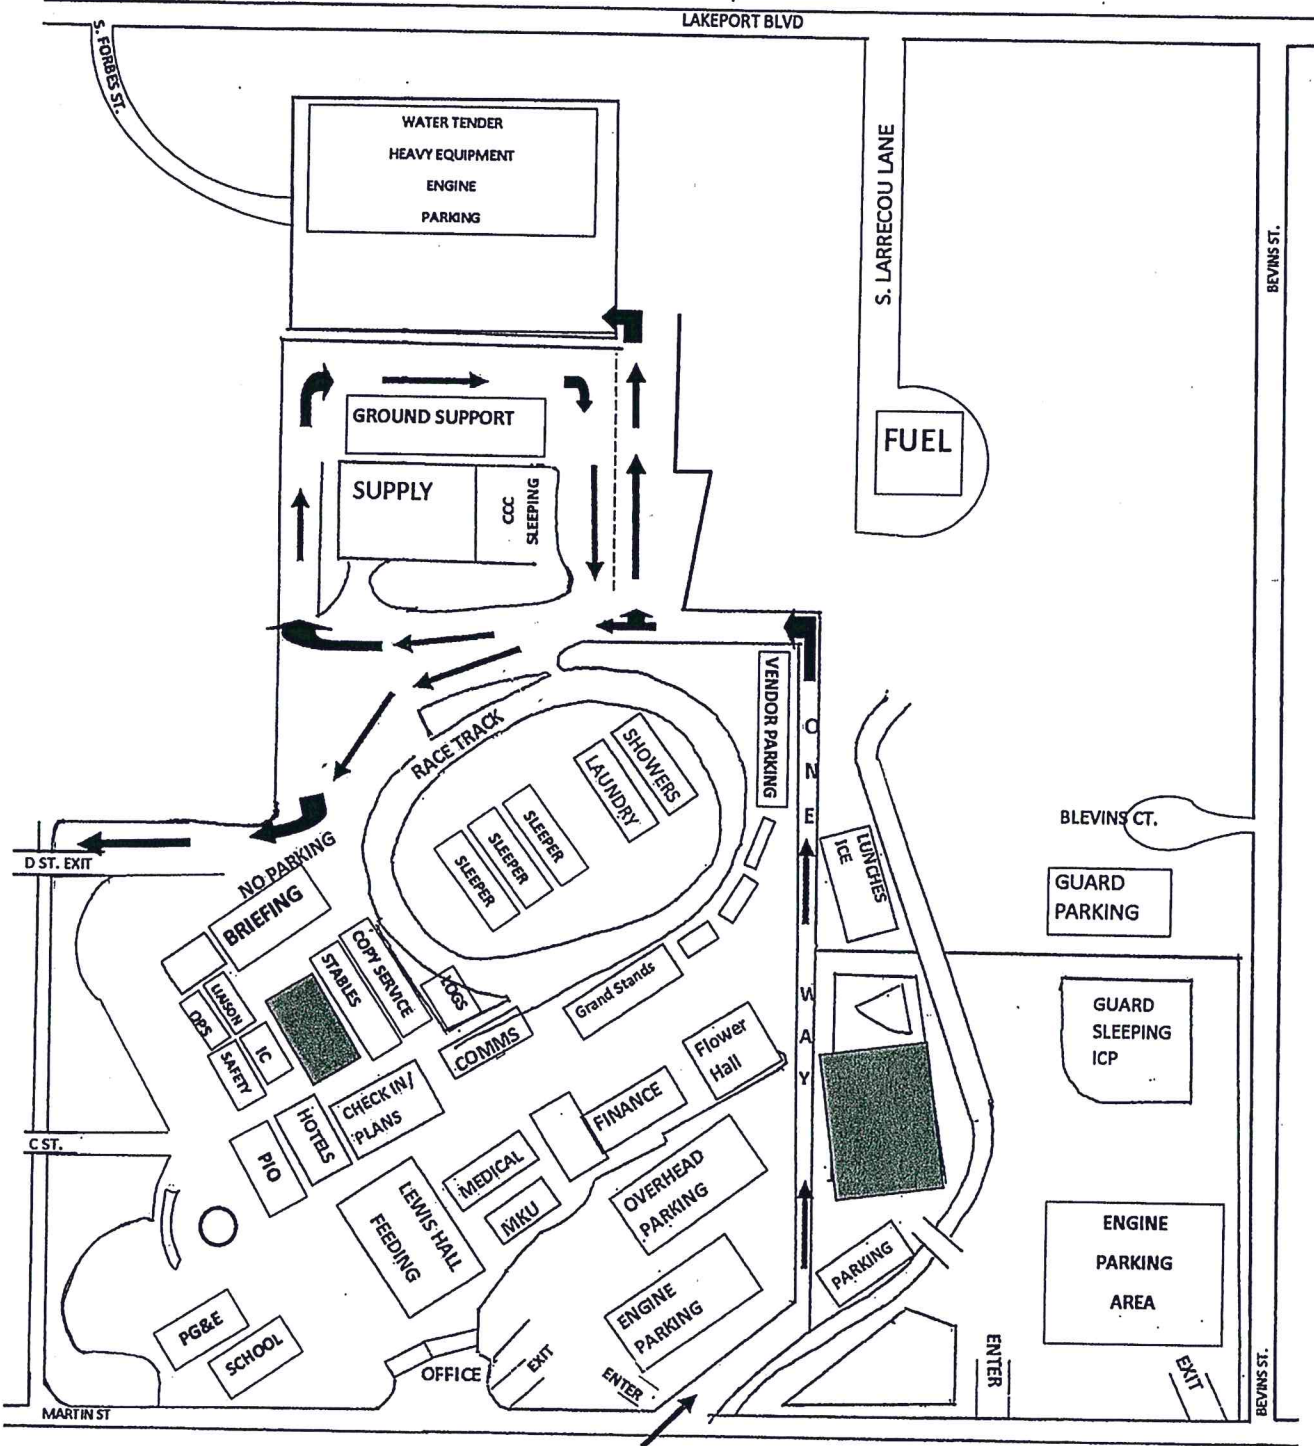 LAKEPORT BLVD
S. FORBES ST.
WATER TENDER
HEAVY EQUIPMENT
ENGINE
PARKING
S. LARRECOU LANE
BEVINS ST.
GROUND SUPPORT
SUPPLY
CCC
SLEEPING
FUEL
VENDOR PARKING
ONE WAY
RACE TRACK
SHOWERS
LAUNDRY
SLEEPER
SLEEPER
SLEEPER
BLEVINS CT.
LUNCHES
ICE
GUARD
PARKING
D ST. EXIT
NO PARKING
BRIEFING
COPY SERVICE
STABLES
LOGS
COMMS
Grand Stands
Flower
Hall
GUARD
SLEEPING
ICP
LIAISON
OPS
IC
SAFETY
CHECK IN/
PLANS
HOTELS
PIO
C ST.
FINANCE
MEDICAL
MKU
LEWIS HALL
FEEDING
OVERHEAD
PARKING
ENGINE
PARKING
PARKING
ENGINE
PARKING
AREA
PG&E
SCHOOL
OFFICE
EXIT
ENTER
ENTER
EXIT
BEVINS ST.
MARTIN ST